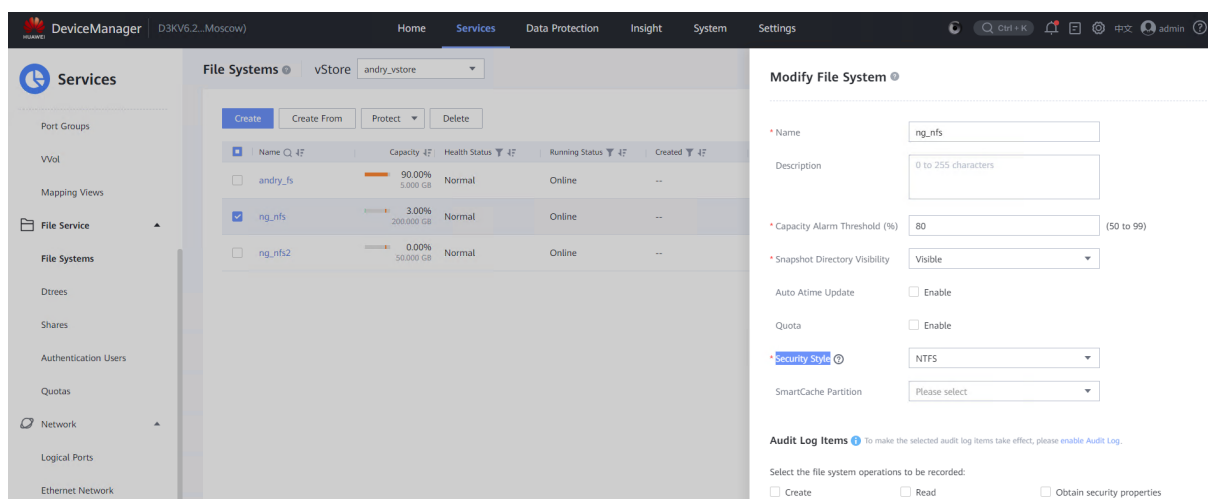 HUAWEI DeviceManager D3KV6.2...Moscow) Home Services Data Protection Insight System Settings Ctrl+K 中文 admin
Services
Port Groups
VVol
Mapping Views
File Service
File Systems
Dtrees
Shares
Authentication Users
Quotas
Network
Logical Ports
Ethernet Network
File Systems vStore andry_vstore
Create Create From Protect Delete
Name Capacity Health Status Running Status Created
andry_fs 90.00% 5.000 GB Normal Online --
ng_nfs 3.00% 200.000 GB Normal Online --
ng_nfs2 0.00% 50.000 GB Normal Online --
Modify File System
* Name ng_nfs
Description 0 to 255 characters
* Capacity Alarm Threshold (%) 80 (50 to 99)
* Snapshot Directory Visibility Visible
Auto Atime Update Enable
Quota Enable
* Security Style NTFS
SmartCache Partition Please select
Audit Log Items To make the selected audit log items take effect, please enable Audit Log.
Select the file system operations to be recorded:
Create Read Obtain security properties